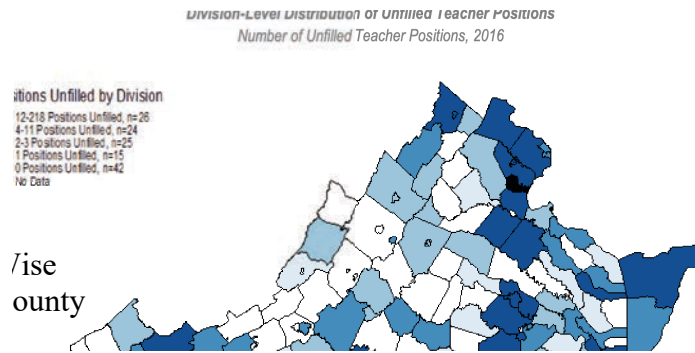 Division-Level Distribution of Unfilled Teacher Positions
Number of Unfilled Teacher Positions, 2016
itions Unfilled by Division
12-218 Positions Unfilled, n=26
4-11 Positions Unfilled, n=24
2-3 Positions Unfilled, n=25
1 Positions Unfilled, n=15
0 Positions Unfilled, n=42
No Data
Vise
ounty